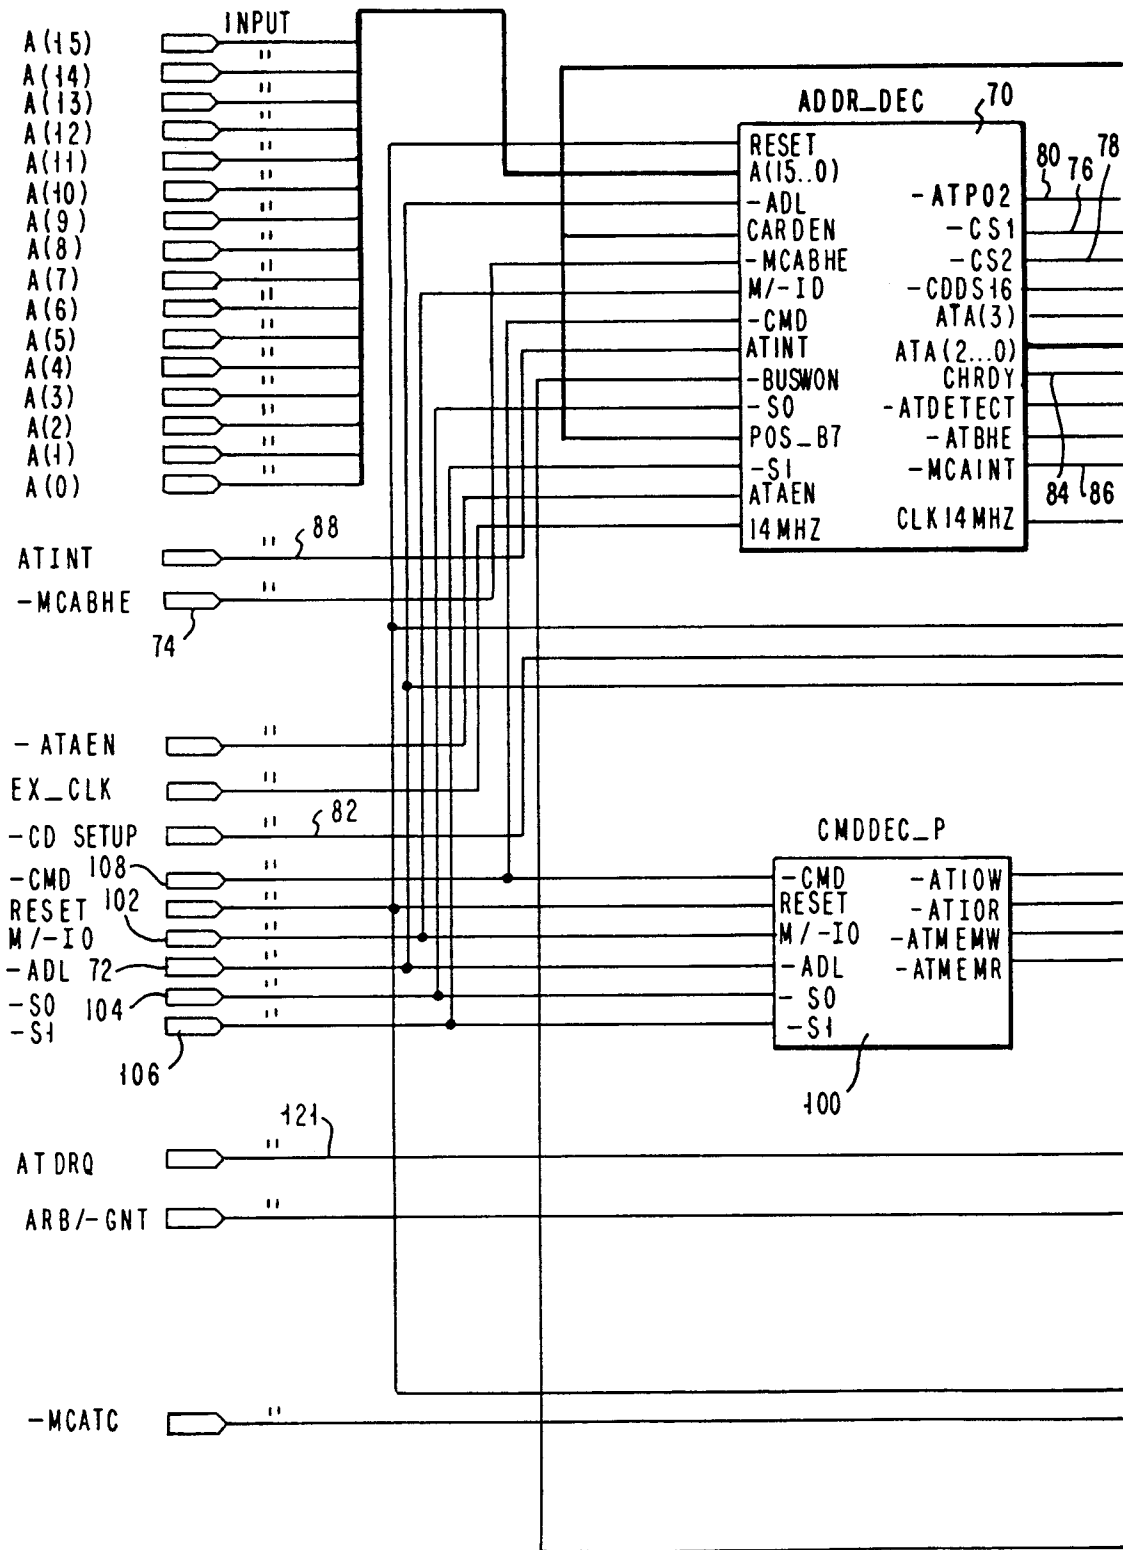 INPUT
A(15)
"
A(14)
"
A(13)
"
A(12)
"
A(11)
"
A(10)
"
A(9)
"
A(8)
"
A(7)
"
A(6)
"
A(5)
"
A(4)
"
A(3)
"
A(2)
"
A(1)
"
A(0)
ATINT " 88
-MCABHE "
74
-ATAEN "
EX_CLK "
-CD SETUP " 82
-CMD 108 "
RESET "
M/-IO 102 "
-ADL 72 "
-S0 104 "
-S1 "
106
ATDRQ " 121
ARB/-GNT "
-MCATC "
ADDR_DEC 70
RESET
A(15..0)
-ADL
CARDEN
-MCABHE
M/-IO
-CMD
ATINT
-BUSWON
-S0
POS_B7
-S1
ATAEN
14MHZ
-ATP02 80
-CS1 76
-CS2 78
-CDDS16
ATA(3)
ATA(2...0)
CHRDY
-ATDETECT
-ATBHE
-MCAINT
84 86
CLK14MHZ
CMDDEC_P
-CMD
RESET
M/-IO
-ADL
-S0
-S1
-ATIOW
-ATIOR
-ATMEMW
-ATMEMR
100